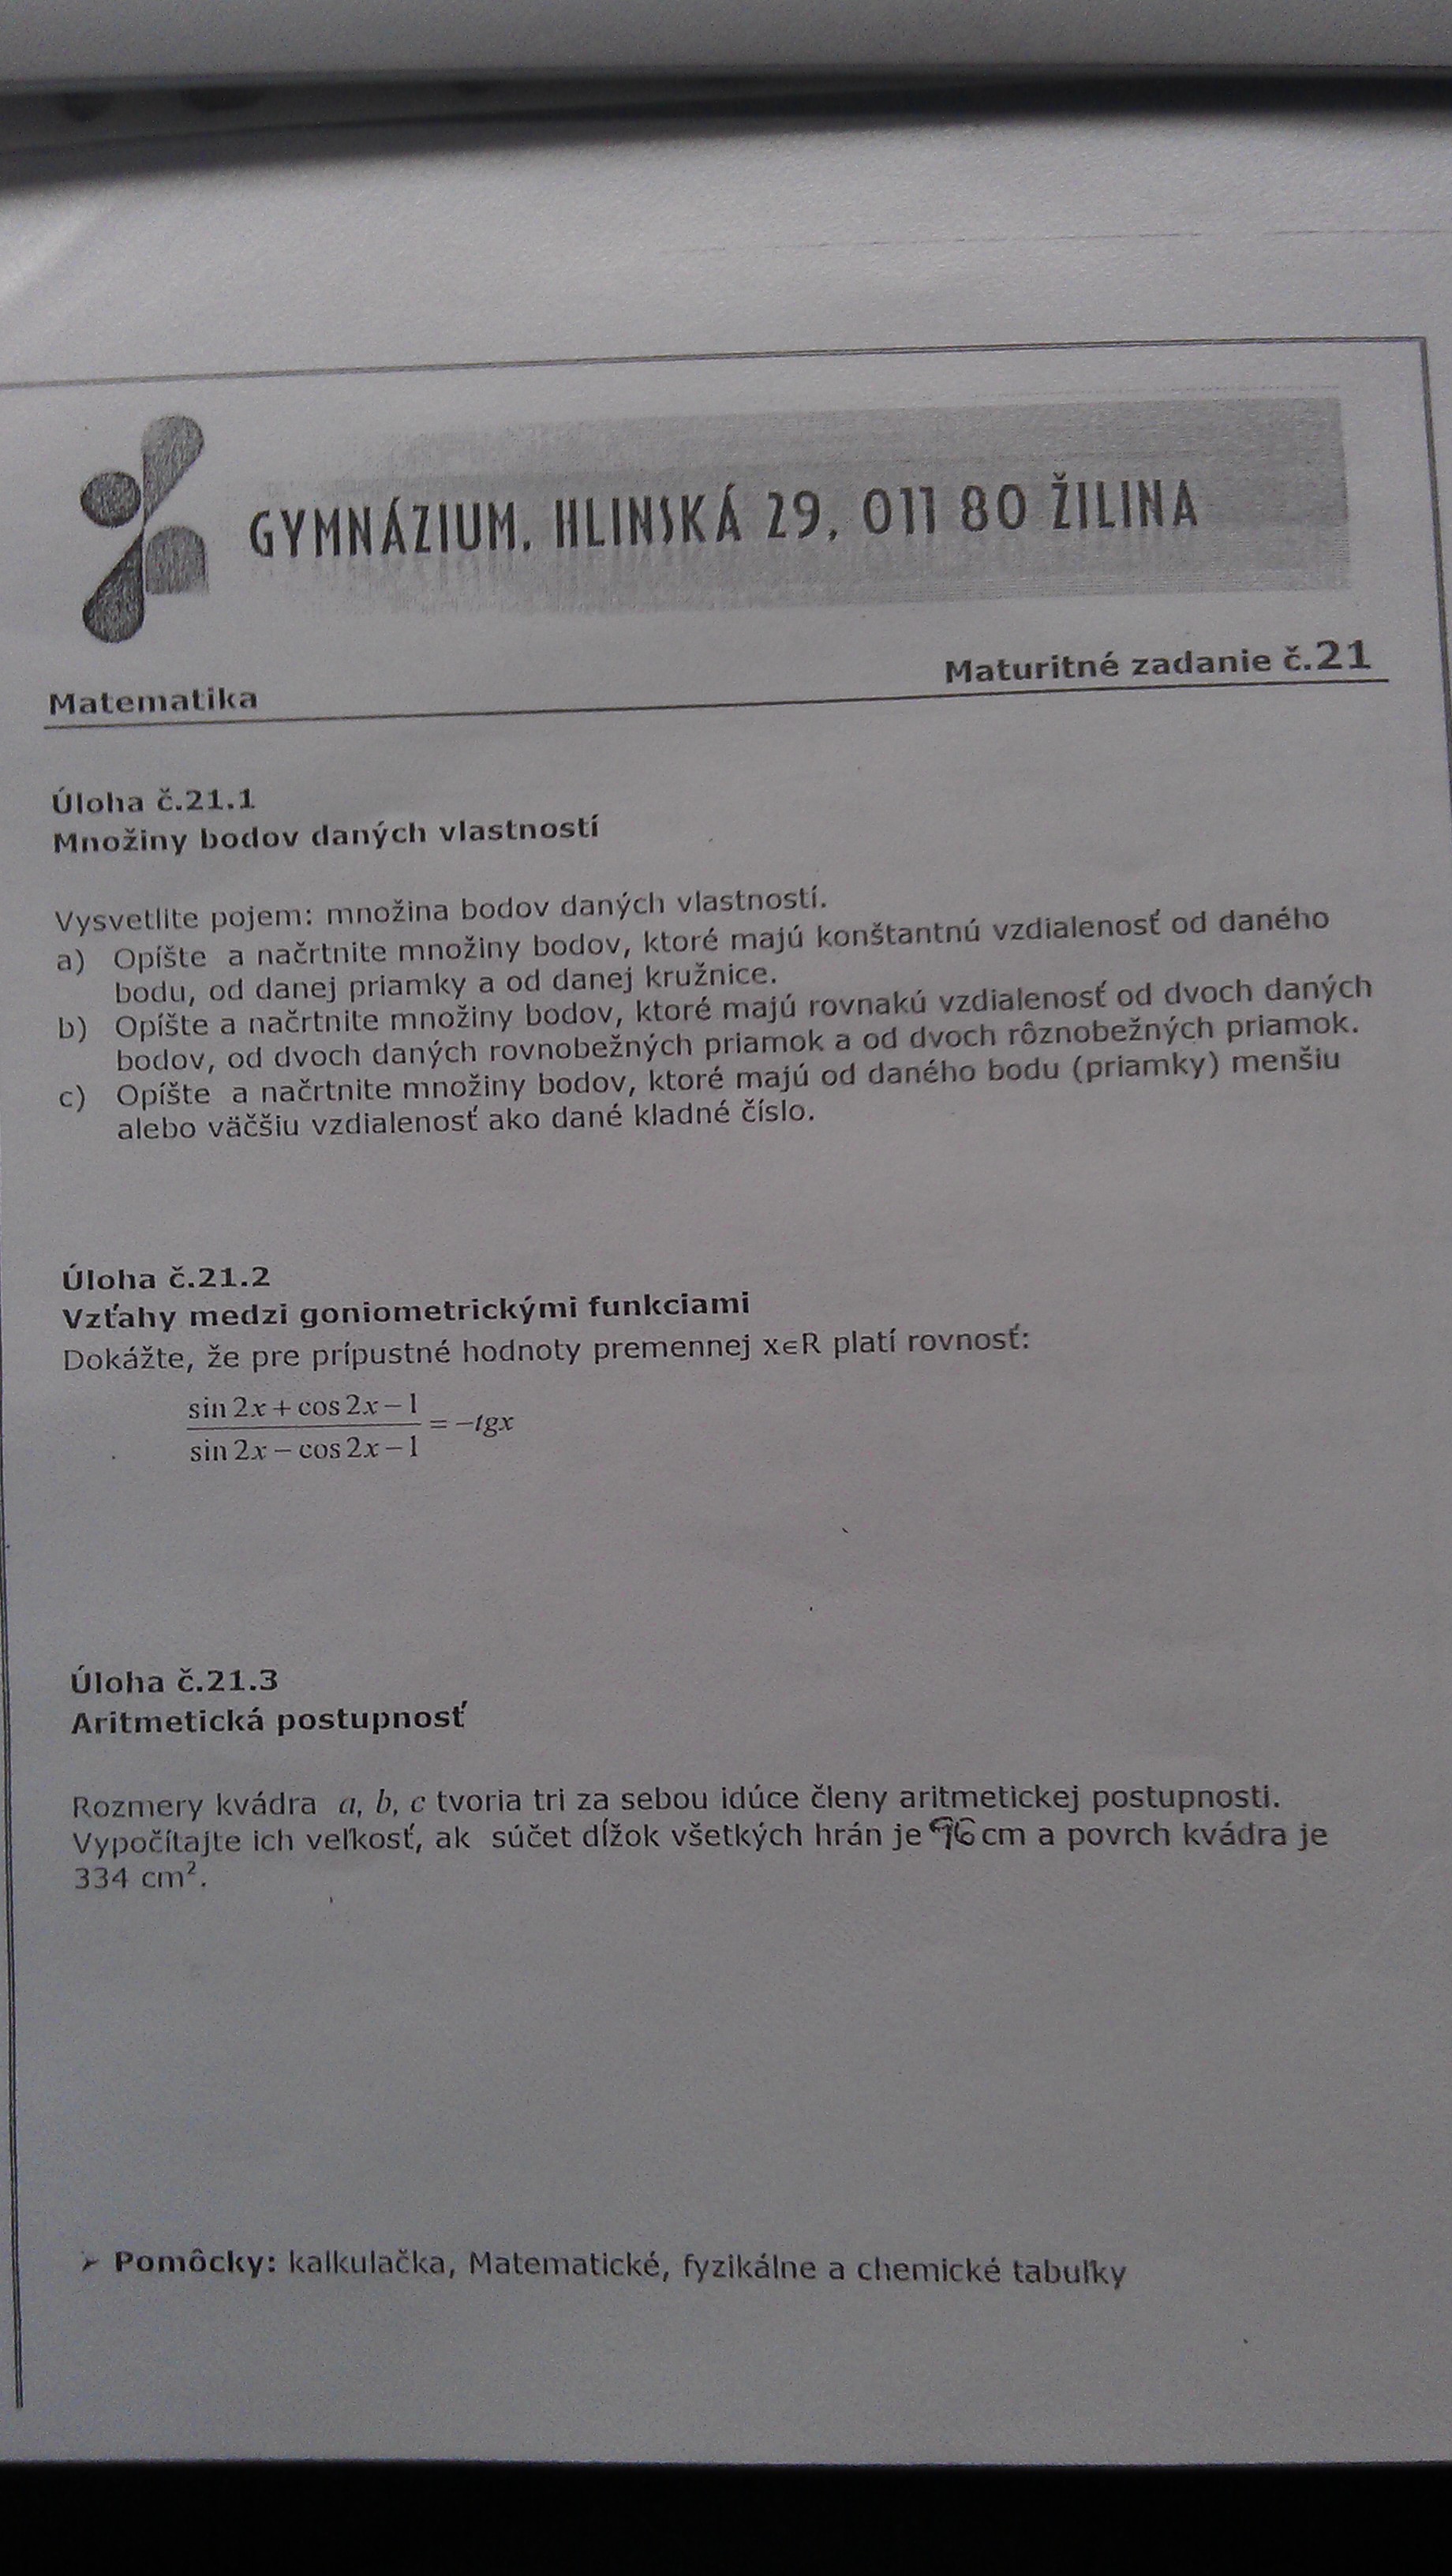 GYMNÁZIUM, HLINSKÁ 29, 011 80 ŽILINA
Matematika
Maturitné zadanie č.21
Úloha č.21.1
Množiny bodov daných vlastností
Vysvetlite pojem: množina bodov daných vlastností.
a) Opíšte a načrtnite množiny bodov, ktoré majú konštantnú vzdialenosť od daného
bodu, od danej priamky a od danej kružnice.
b) Opíšte a načrtnite množiny bodov, ktoré majú rovnakú vzdialenosť od dvoch daných
bodov, od dvoch daných rovnobežných priamok a od dvoch rôznobežných priamok.
c) Opíšte a načrtnite množiny bodov, ktoré majú od daného bodu (priamky) menšiu
alebo väčšiu vzdialenosť ako dané kladné číslo.
Úloha č.21.2
Vzťahy medzi goniometrickými funkciami
Dokážte, že pre prípustné hodnoty premennej x∈R platí rovnosť:
sin 2x + cos 2x – 1
= –tgx
sin 2x – cos 2x – 1
Úloha č.21.3
Aritmetická postupnosť
Rozmery kvádra a, b, c tvoria tri za sebou idúce členy aritmetickej postupnosti.
Vypočítajte ich veľkosť, ak súčet dĺžok všetkých hrán je 96 cm a povrch kvádra je
334 cm².
➢ Pomôcky: kalkulačka, Matematické, fyzikálne a chemické tabuľky